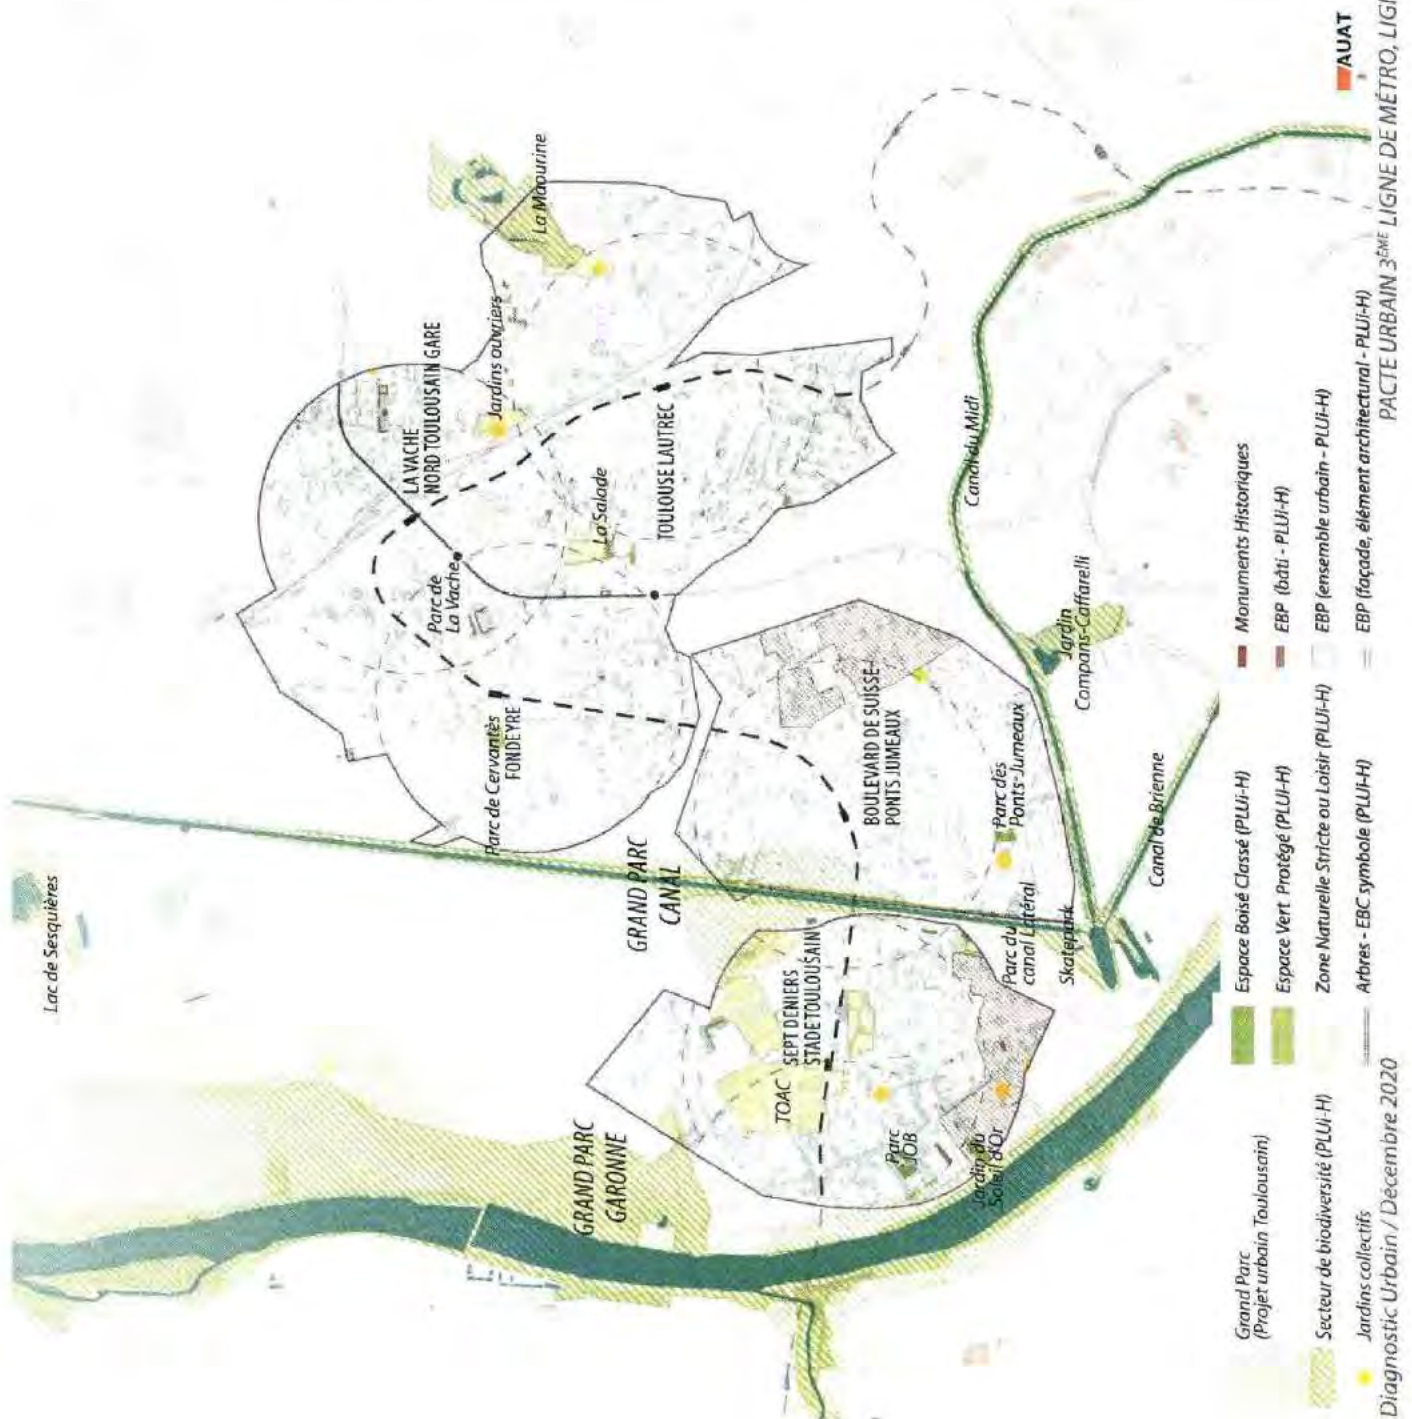 Lac de Sesquières
GRAND PARC
GARONNE
GRAND PARC
CANAL
TOAC
SEPT DENIERS
STADE TOULOUSAIN
Parc
JOB
Jardin du
Soleil d'Or
Parc du
canal Latéral
Skatepark
Parc de Cervantès
FONDEYRE
BOULEVARD DE SUISSE-
PONTS JUMEAUX
Parc des
Ponts-Jumeaux
Canal de Brienne
Parc de
La Vache
LA VACHE
NORD TOULOUSAIN GARE
Jardins ouvriers
La Salade
TOULOUSE LAUTREC
La Maourine
Canal du Midi
Jardin
Compans-Caffarelli
Grand Parc
(Projet urbain Toulousain)
Secteur de biodiversité (PLUi-H)
Jardins collectifs
Espace Boisé Classé (PLUi-H)
Espace Vert Protégé (PLUi-H)
Zone Naturelle Stricte ou Loisir (PLUi-H)
Arbres - EBC symbole (PLUi-H)
Monuments Historiques
EBP (bâti - PLUi-H)
EBP (ensemble urbain - PLUi-H)
EBP (façade, élément architectural - PLUi-H)
AUAT
Diagnostic Urbain / Décembre 2020
PACTE URBAIN 3ÈME LIGNE DE MÉTRO, LIGI